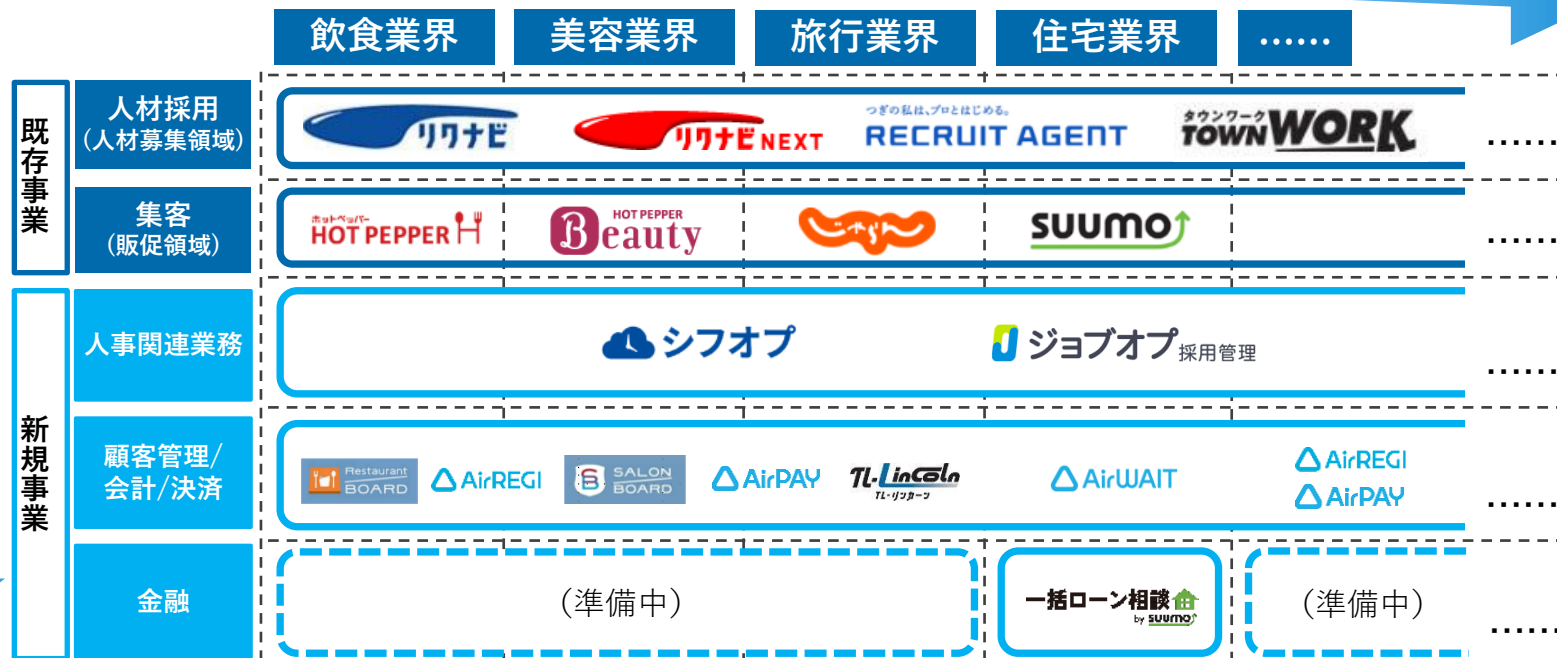 飲食業界
美容業界
旅行業界
住宅業界
……
既存事業
人材採用
(人材募集領域)
リクナビ
リクナビNEXT
つぎの私は、プロとはじめる。
RECRUIT AGENT
タウンワーク
TOWNWORK
……
集客
(販促領域)
ホットペッパー
HOT PEPPER
HOT PEPPER
Beauty
じゃらん
SUUMO
……
新規事業
人事関連業務
シフオプ
ジョブオプ採用管理
……
顧客管理/
会計/決済
Restaurant
BOARD
AirREGI
SALON
BOARD
AirPAY
TL-Lincoln
TL-リンカーン
AirWAIT
AirREGI
AirPAY
……
金融
(準備中)
一括ローン相談
by SUUMO
(準備中)
……